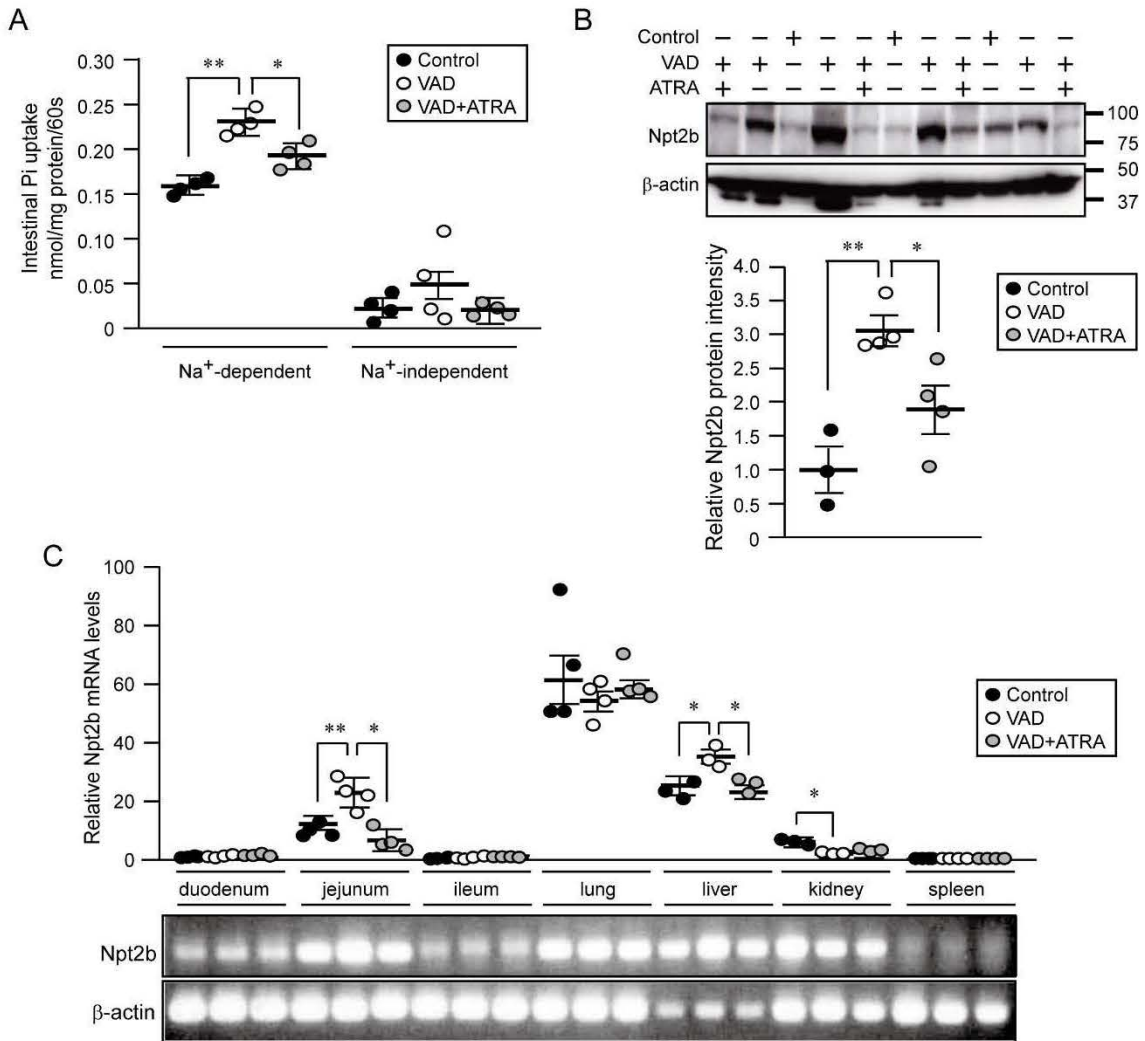 A
Control
VAD
VAD+ATRA
Intestinal Pi uptake
nmol/mg protein/60s
0.30
0.25
0.20
0.15
0.10
0.05
0
** *
Na+-dependent Na+-independent
B
Control – – + – – + – – + – –
VAD + + – + + – + + – + +
ATRA + – – – + – – + – – +
Npt2b
100
75
β-actin
50
37
Relative Npt2b protein intensity
4.0
3.5
3.0
2.5
2.0
1.5
1.0
0.5
0
** *
Control
VAD
VAD+ATRA
C
Relative Npt2b mRNA levels
100
80
60
40
20
0
** * * * *
Control
VAD
VAD+ATRA
duodenum jejunum ileum lung liver kidney spleen
Npt2b
β-actin